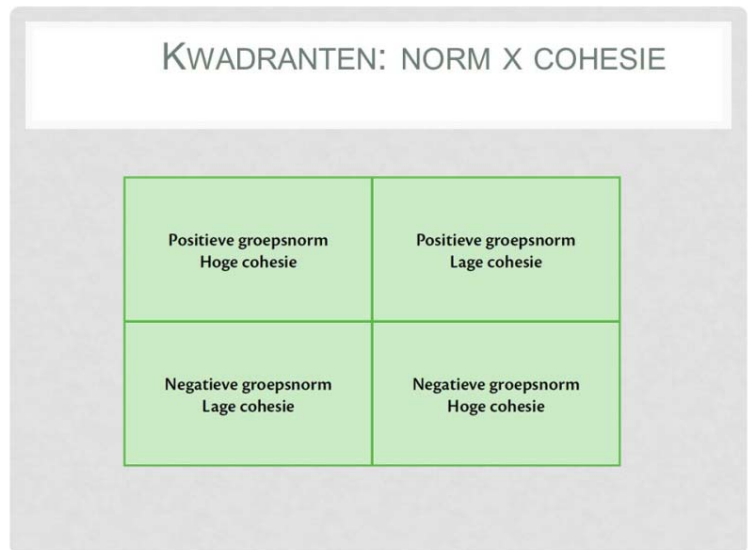 KWADRANTEN: NORM X COHESIE
Positieve groepsnorm
Hoge cohesie
Positieve groepsnorm
Lage cohesie
Negatieve groepsnorm
Lage cohesie
Negatieve groepsnorm
Hoge cohesie